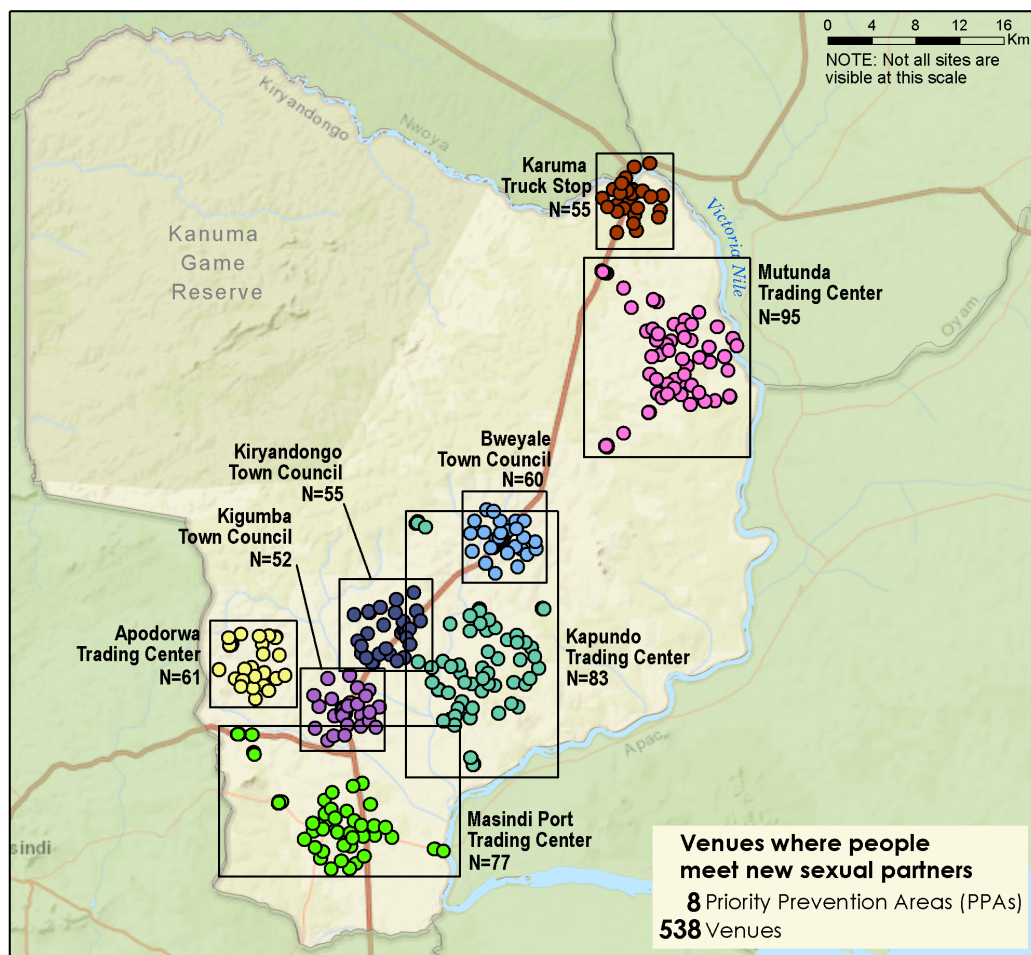 0 4 8 12 16
Km
NOTE: Not all sites are
visible at this scale
Kiryandongo
Nwoya
Karuma
Truck Stop
N=55
Victoria Nile
Kanuma
Game
Reserve
Mutunda
Trading Center
N=95
Oyam
Kiryandongo
Town Council
N=55
Bweyale
Town Council
N=60
Kigumba
Town Council
N=52
Apodorwa
Trading Center
N=61
Kapundo
Trading Center
N=83
Apac
Masindi Port
Trading Center
N=77
sindi
Venues where people
meet new sexual partners
8 Priority Prevention Areas (PPAs)
538 Venues